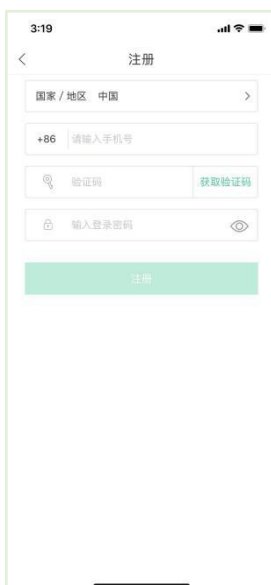 3:19
注册
国家 / 地区 中国
+86 请输入手机号
验证码 获取验证码
输入登录密码
注册